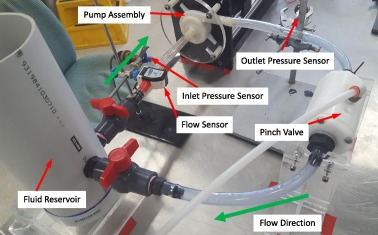 Pump Assembly
Outlet Pressure Sensor
Inlet Pressure Sensor
Flow Sensor
Pinch Valve
Fluid Reservoir
Flow Direction